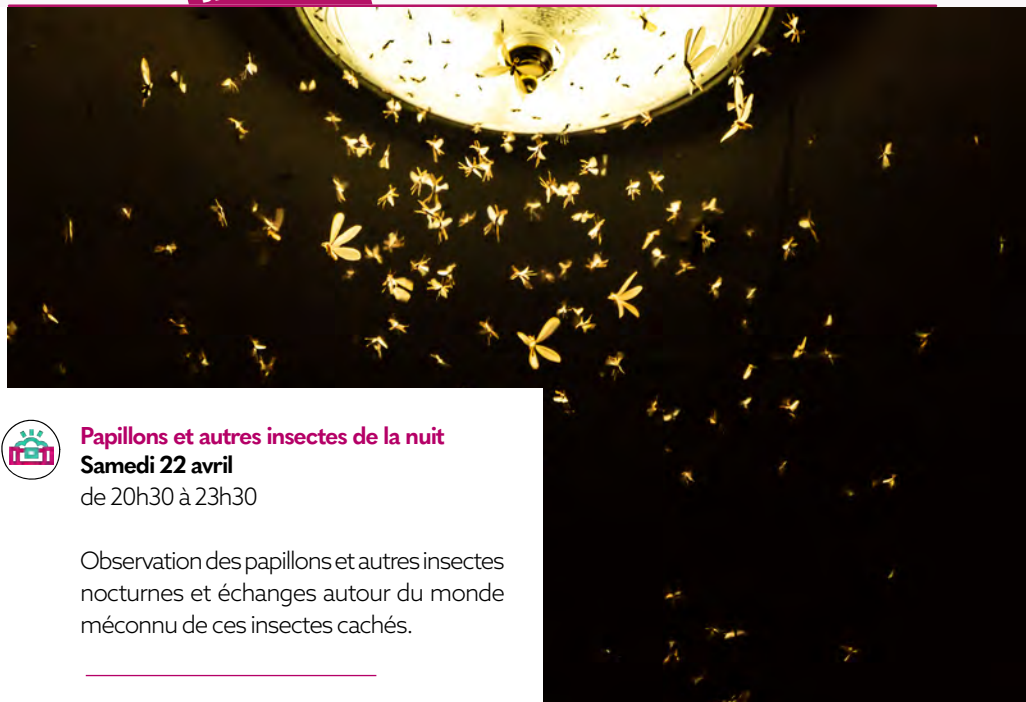 Papillons et autres insectes de la nuit
Samedi 22 avril
de 20h30 à 23h30
Observation des papillons et autres insectes
nocturnes et échanges autour du monde
méconnu de ces insectes cachés.